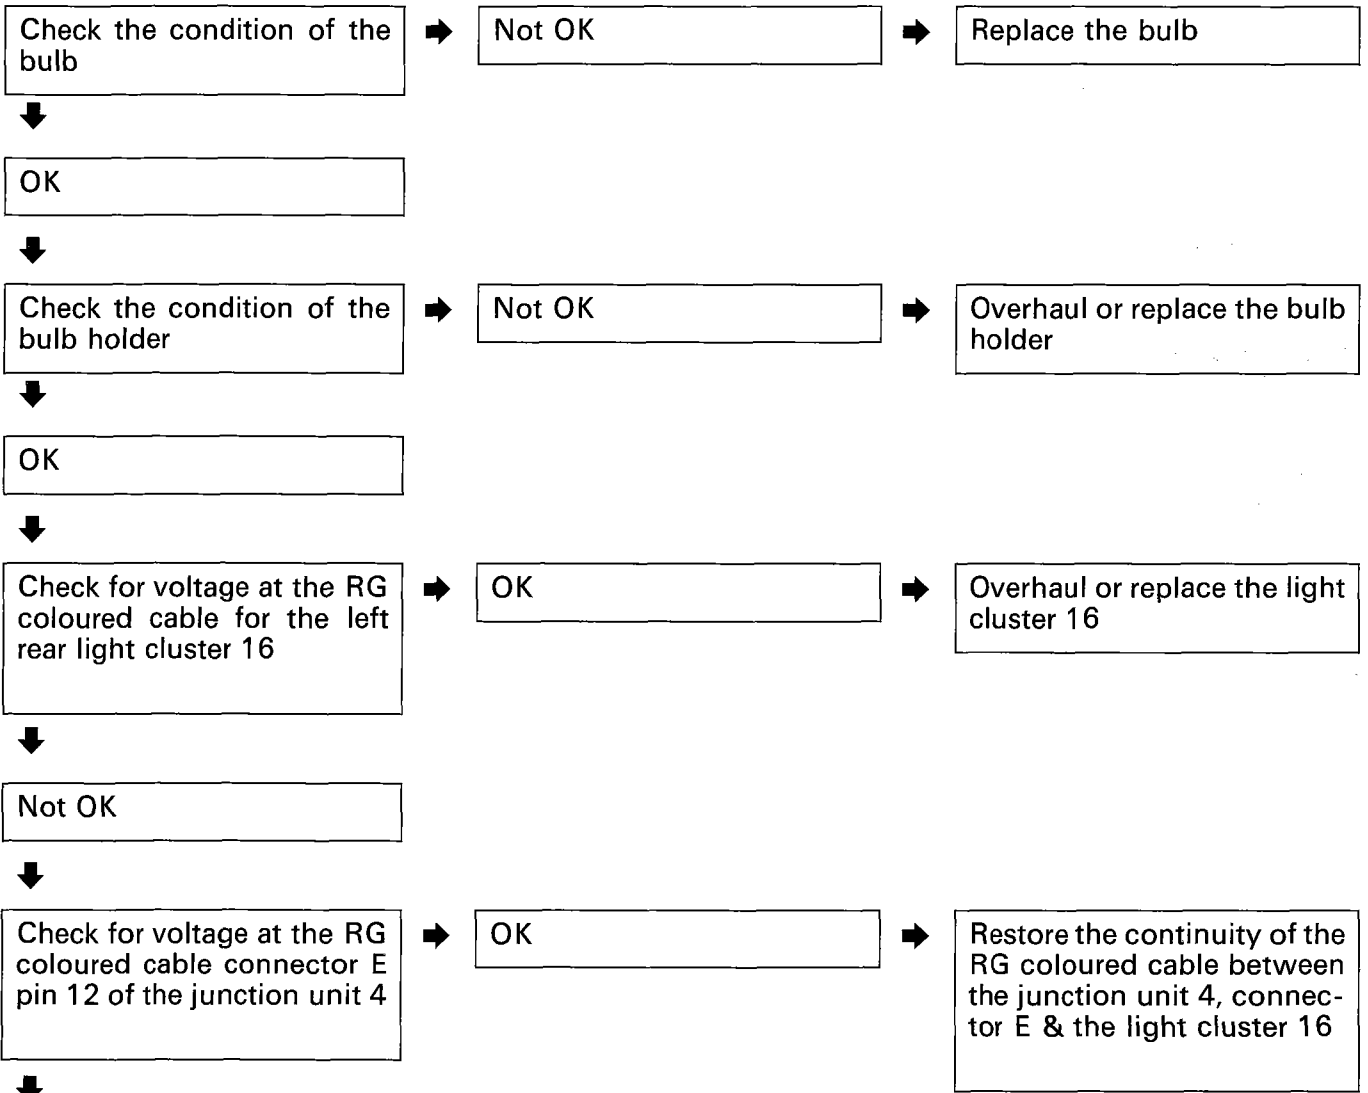 Check the condition of the
bulb
Not OK
Replace the bulb
OK
Check the condition of the
bulb holder
Not OK
Overhaul or replace the bulb
holder
OK
Check for voltage at the RG
coloured cable for the left
rear light cluster 16
OK
Overhaul or replace the light
cluster 16
Not OK
Check for voltage at the RG
coloured cable connector E
pin 12 of the junction unit 4
OK
Restore the continuity of the
RG coloured cable between
the junction unit 4, connec-
tor E & the light cluster 16